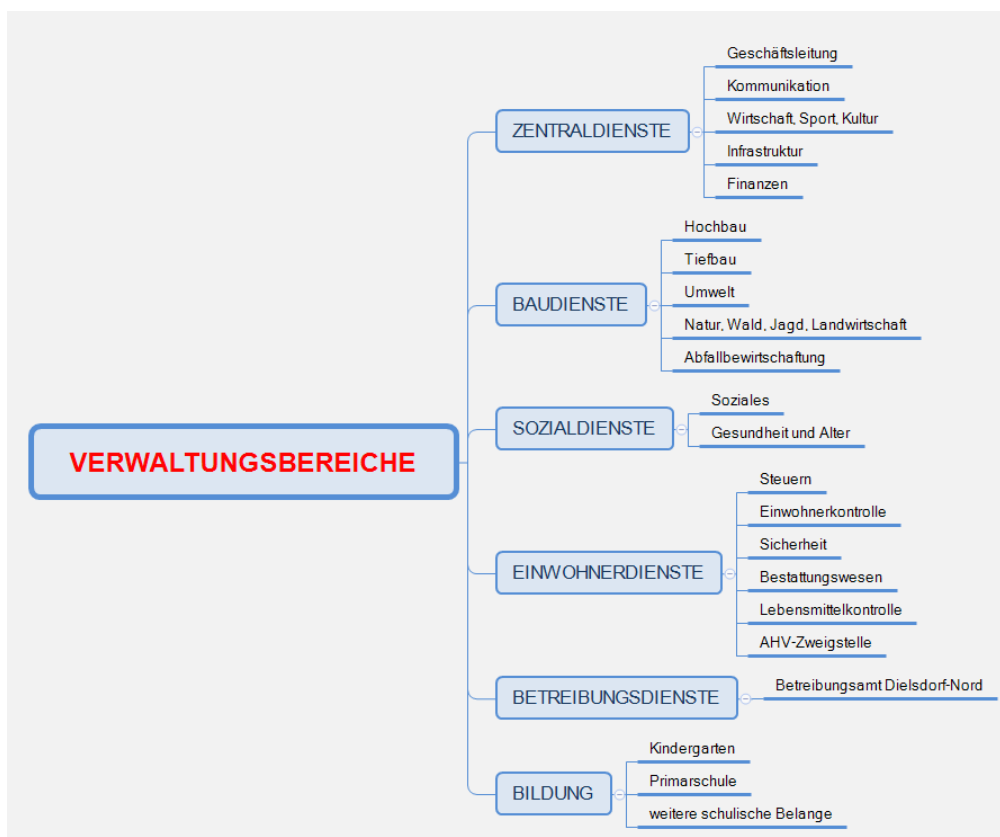 VERWALTUNGSBEREICHE
ZENTRALDIENSTE
Geschäftsleitung
Kommunikation
Wirtschaft, Sport, Kultur
Infrastruktur
Finanzen
BAUDIENSTE
Hochbau
Tiefbau
Umwelt
Natur, Wald, Jagd, Landwirtschaft
Abfallbewirtschaftung
SOZIALDIENSTE
Soziales
Gesundheit und Alter
EINWOHNERDIENSTE
Steuern
Einwohnerkontrolle
Sicherheit
Bestattungswesen
Lebensmittelkontrolle
AHV-Zweigstelle
BETREIBUNGSDIENSTE
Betreibungsamt Dielsdorf-Nord
BILDUNG
Kindergarten
Primarschule
weitere schulische Belange